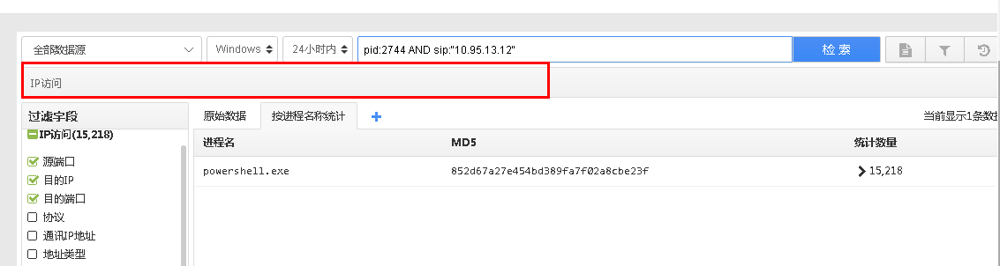 全部数据源 Windows 24小时内 pid:2744 AND sip:"10.95.13.12" 检 索
IP访问
过滤字段 原始数据 按进程名称统计 当前显示1条数据
IP访问(15,218) 进程名 MD5 统计数量
源端口 powershell.exe 852d67a27e454bd389fa7f02a8cbe23f 15,218
目的IP
目的端口
协议
通讯IP地址
地址类型